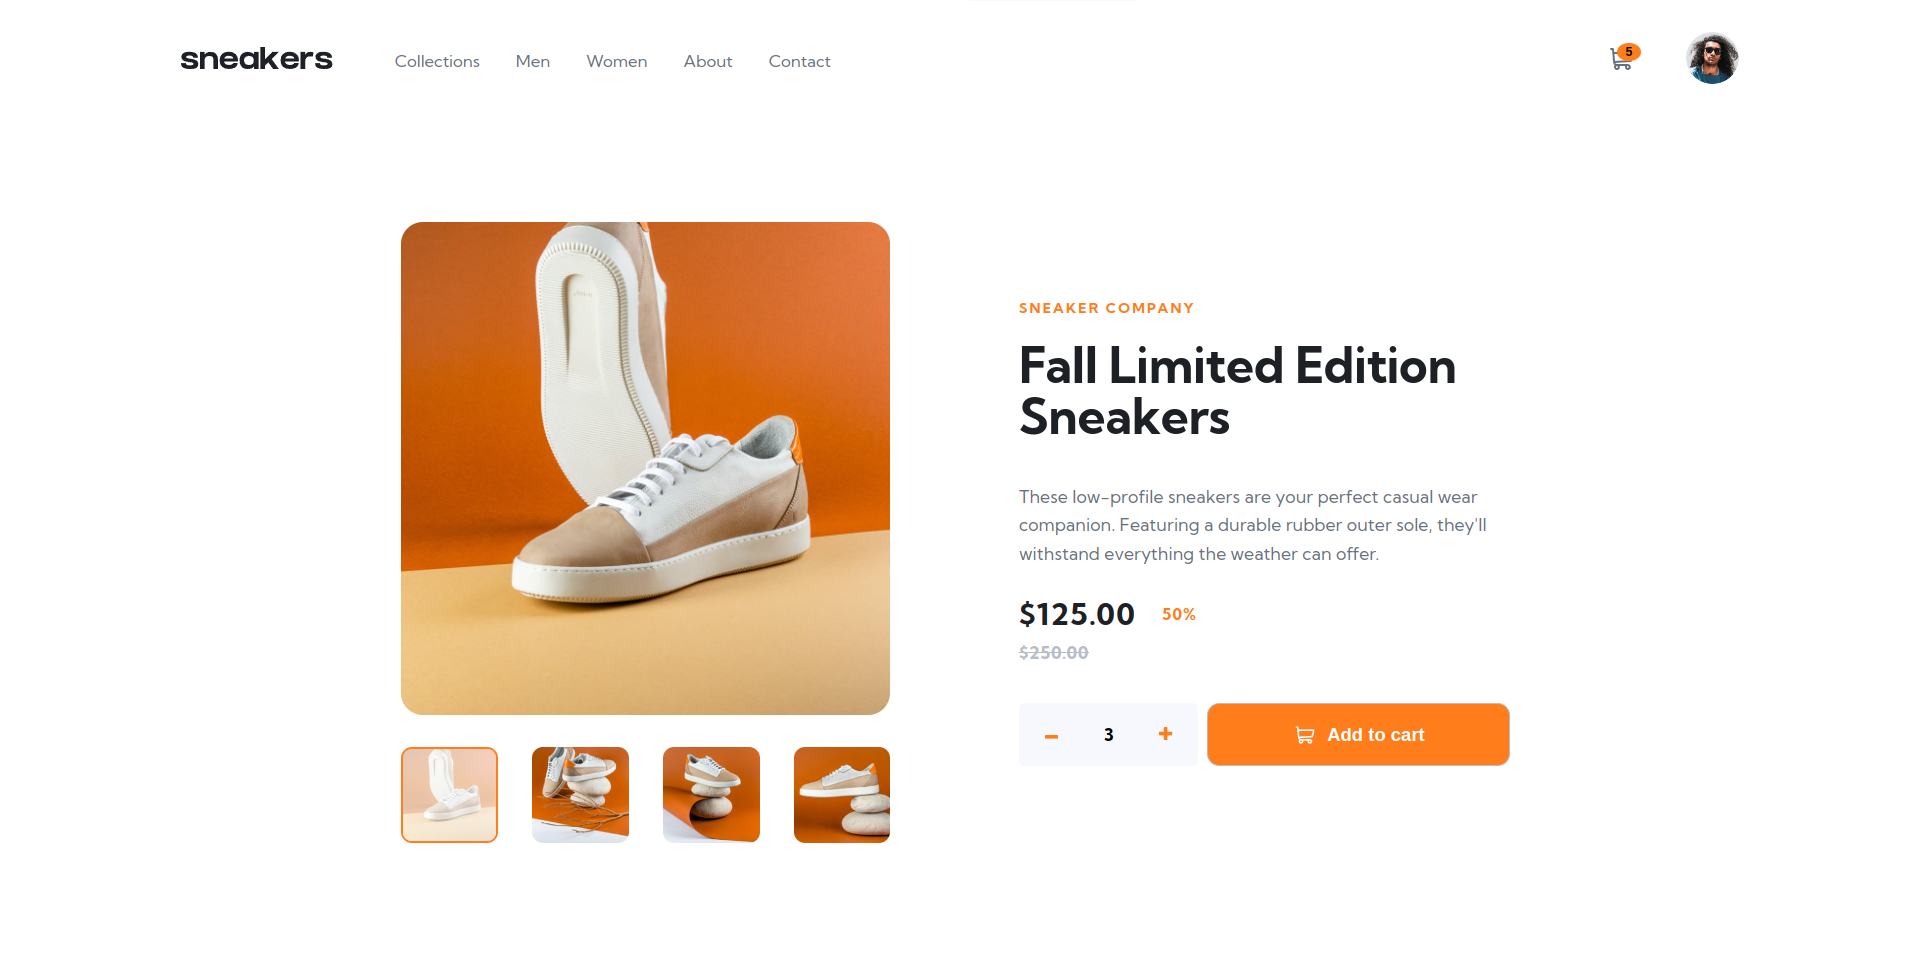 sneakers
Collections Men Women About Contact
5
SNEAKER COMPANY
Fall Limited Edition
Sneakers
These low-profile sneakers are your perfect casual wear
companion. Featuring a durable rubber outer sole, they'll
withstand everything the weather can offer.
$125.00 50%
$250.00
3
Add to cart